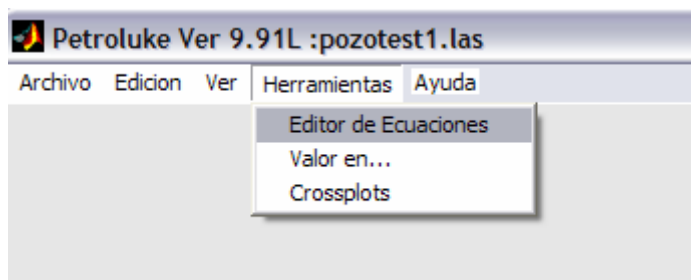 Petroluke Ver 9.91L :pozotest1.las
Archivo Edicion Ver Herramientas Ayuda
Editor de Ecuaciones
Valor en...
Crossplots